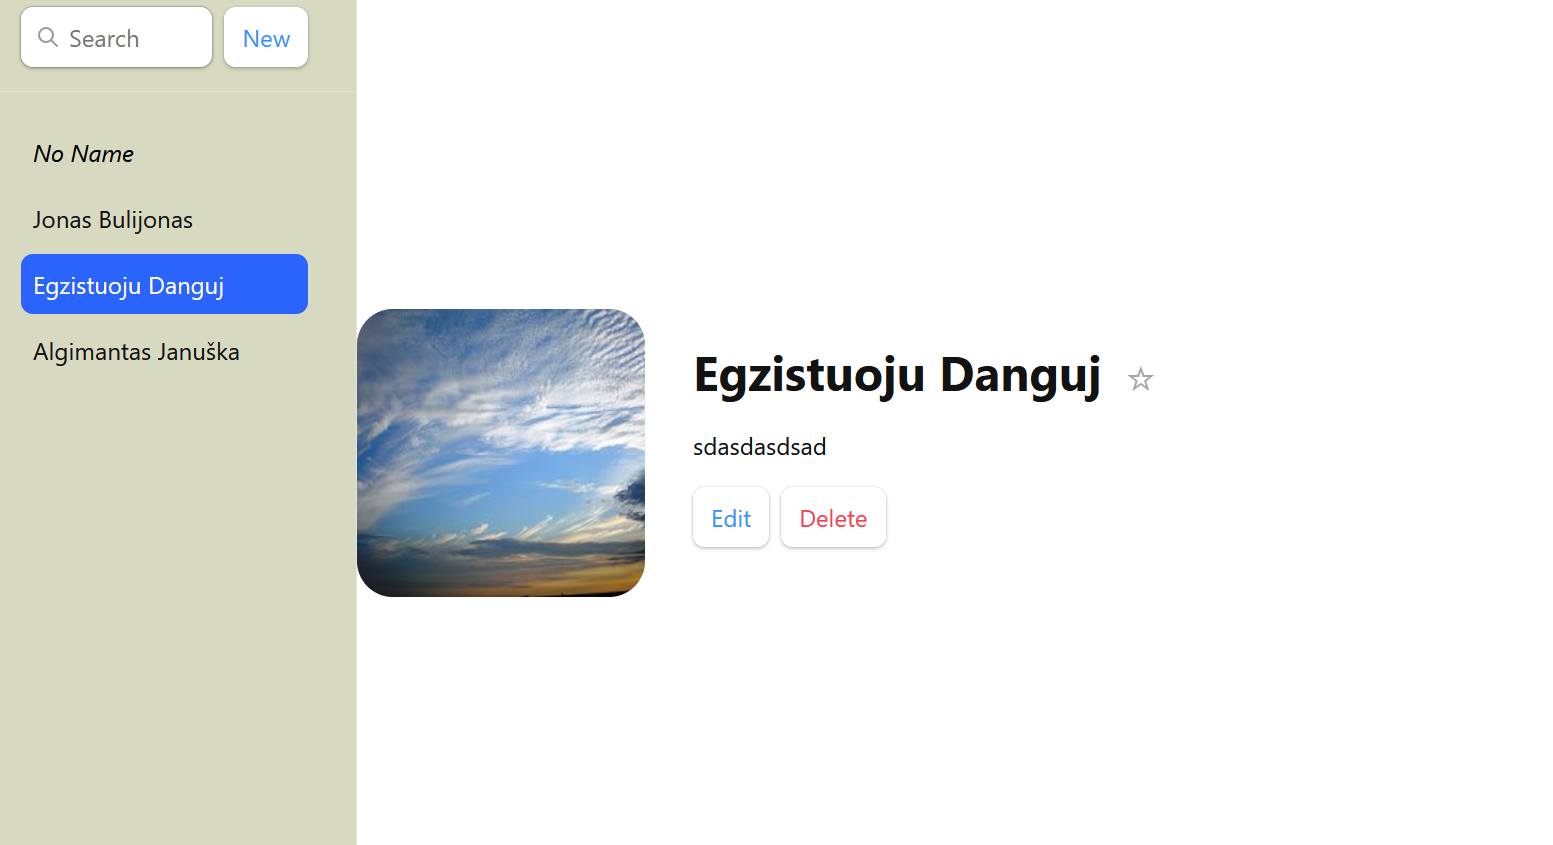 Search
New
No Name
Jonas Bulijonas
Egzistuoju Danguj
Algimantas Januška
Egzistuoju Danguj ☆
sdasdasdsad
Edit
Delete